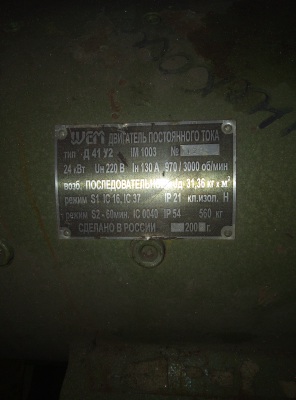 WEM ДВИГАТЕЛЬ ПОСТОЯННОГО ТОКА
тип Д 41 У2 IM 1003 №
24 кВт Uн 220 В Iн 130 А 970 / 3000 об/мин
возб. ПОСЛЕДОВАТЕЛЬНОЕ 31,36 кг х м²
режим S1 IC 16, IC 37 IP 21 кл.изол. Н
режим S2 - 60мин. IC 0040 IP 54 560 кг
СДЕЛАНО В РОССИИ 200 г.